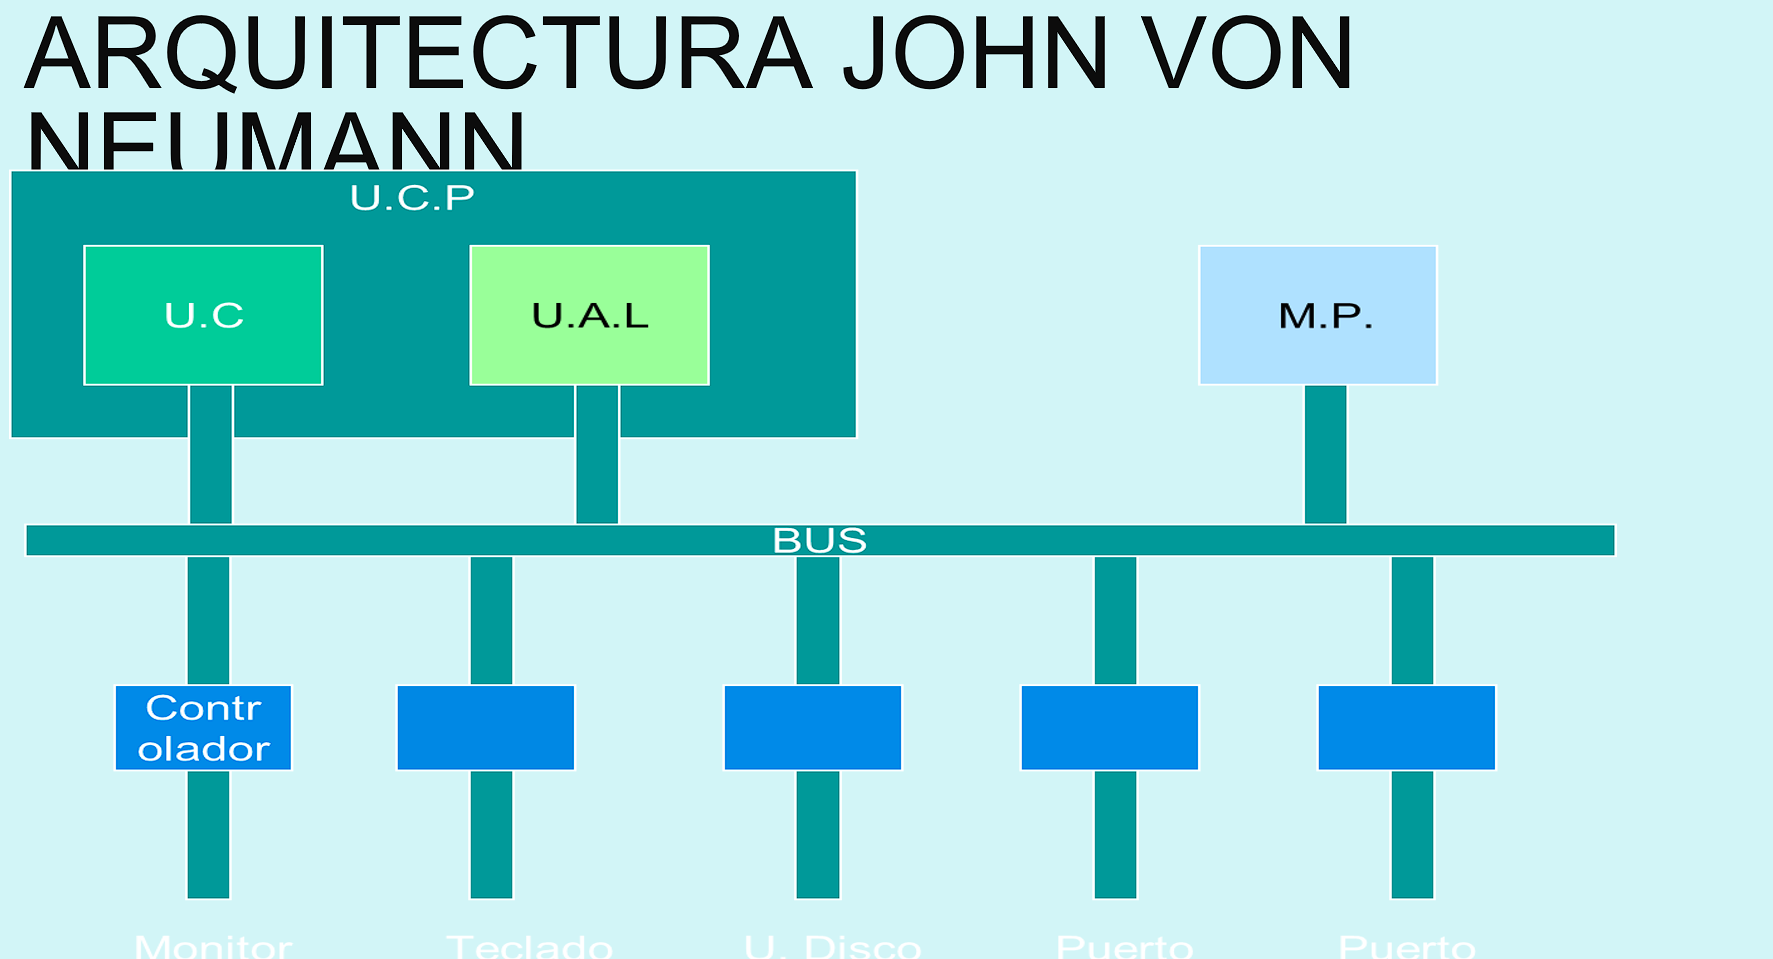 ARQUITECTURA JOHN VON
NEUMANN
U.C.P
U.C
U.A.L
M.P.
BUS
Contr
olador
Monitor
Teclado
U. Disco
Puerto
Puerto